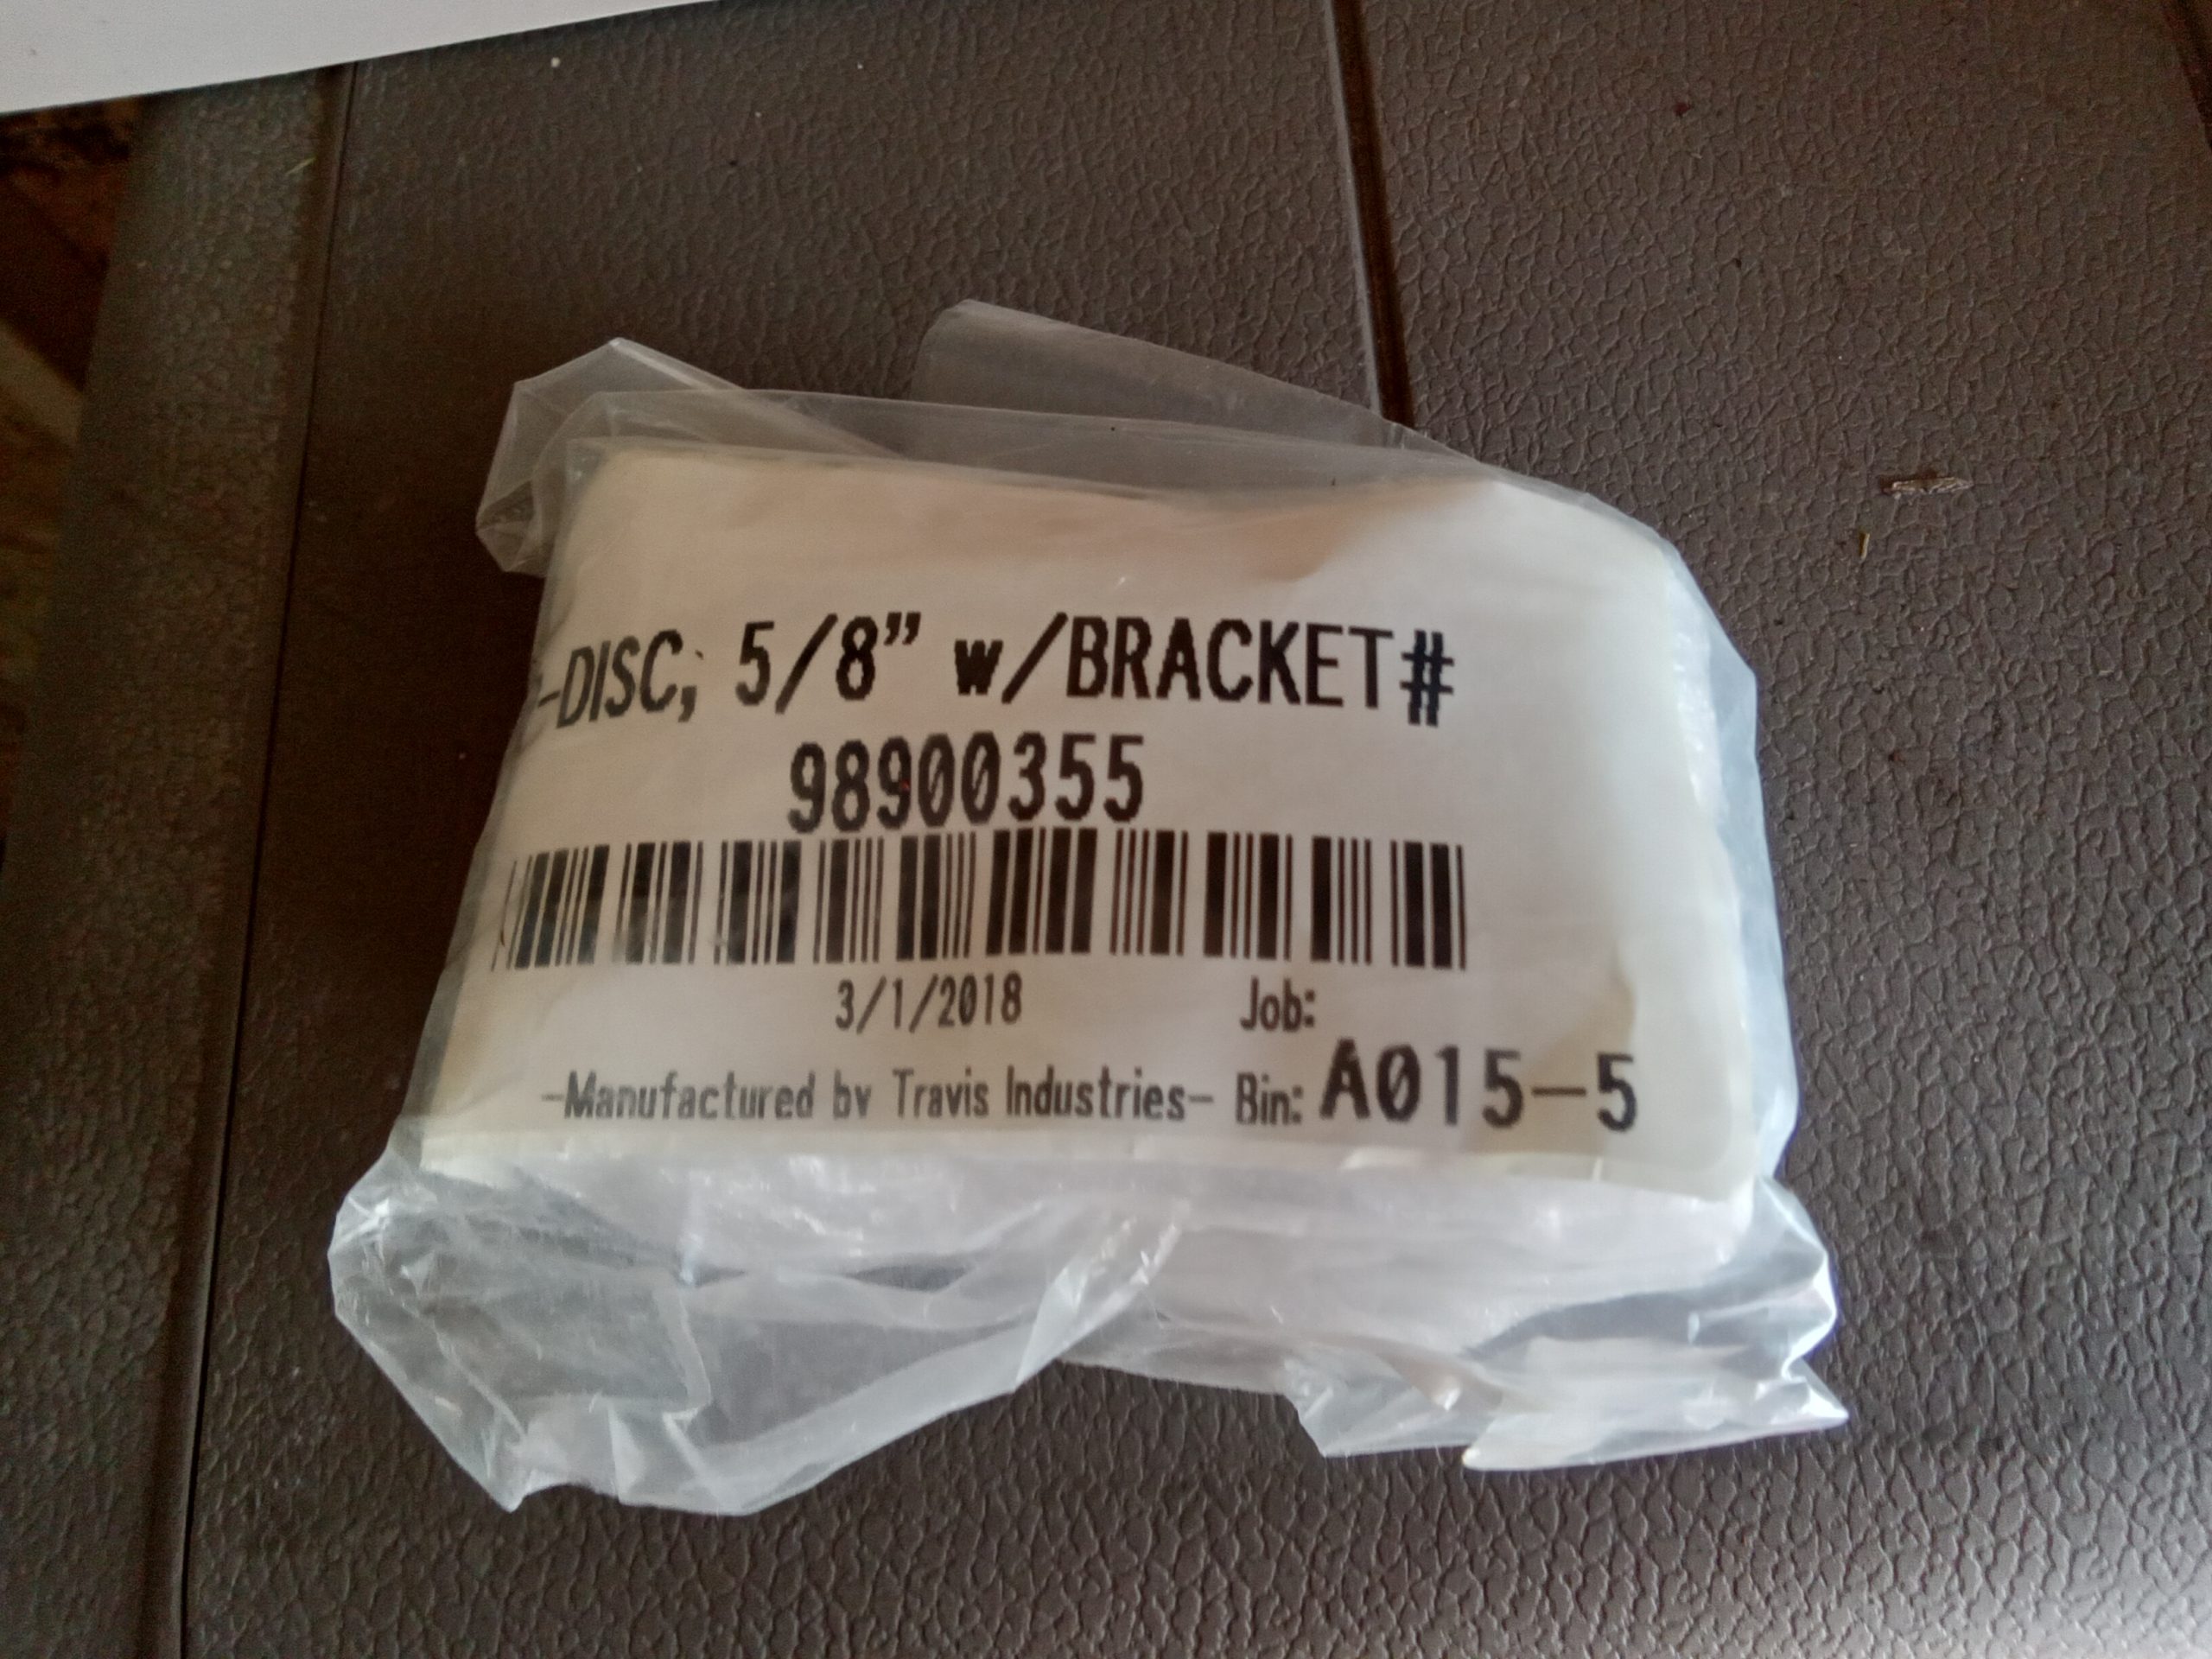 -DISC, 5/8" w/BRACKET#
98900355
3/1/2018 Job:
-Manufactured by Travis Industries- Bin: A015-5